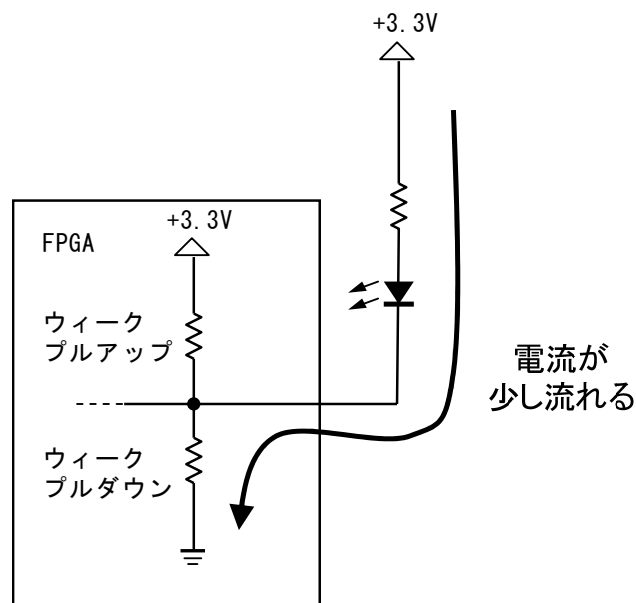 +3.3V
+3.3V
FPGA
ウィーク
プルアップ
電流が
少し流れる
ウィーク
プルダウン